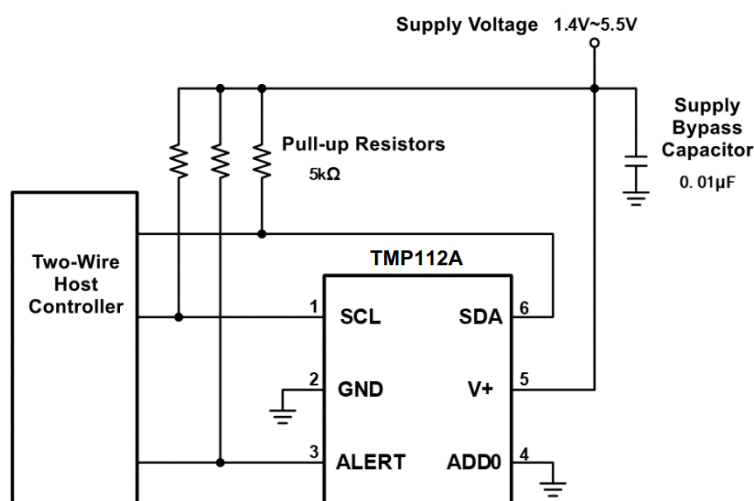 Supply Voltage 1.4V~5.5V
Supply
Bypass
Capacitor
0.01μF
Pull-up Resistors
5kΩ
Two-Wire
Host
Controller
TMP112A
1 SCL SDA 6
2 GND V+ 5
3 ALERT ADD0 4